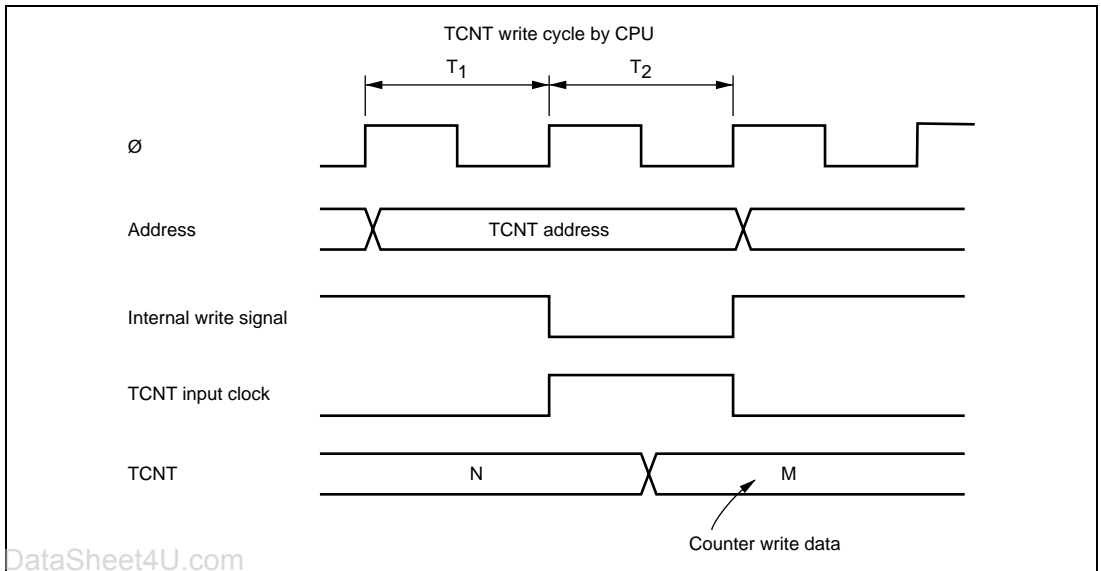 TCNT write cycle by CPU
T1 T2
Ø
Address TCNT address
Internal write signal
TCNT input clock
TCNT N M
Counter write data
DataSheet4U.com